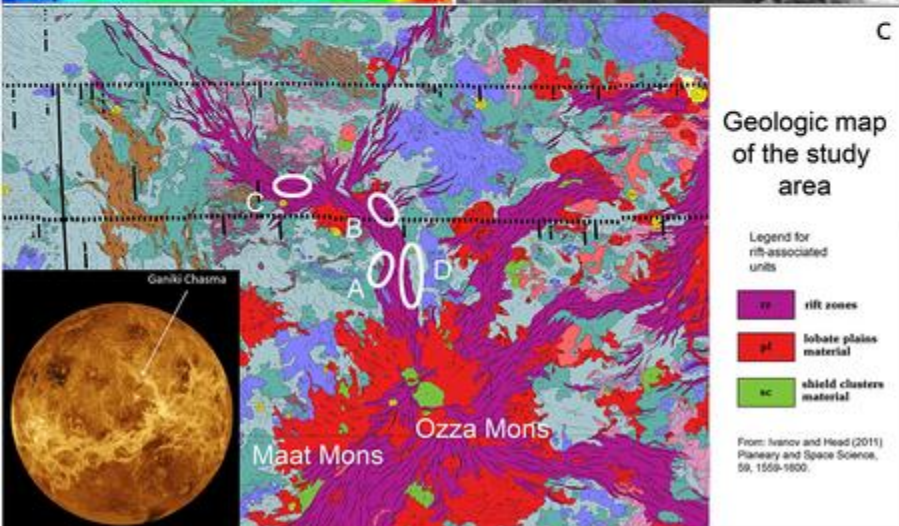 C
Geologic map
of the study
area
Legend for
rift-associated
units
rz rift zones
pl lobate plains
material
sc shield clusters
material
From: Ivanov and Head (2011)
Planeary and Space Science,
59, 1559-1600.
C
B
A
D
Ozza Mons
Maat Mons
Ganiki Chasma